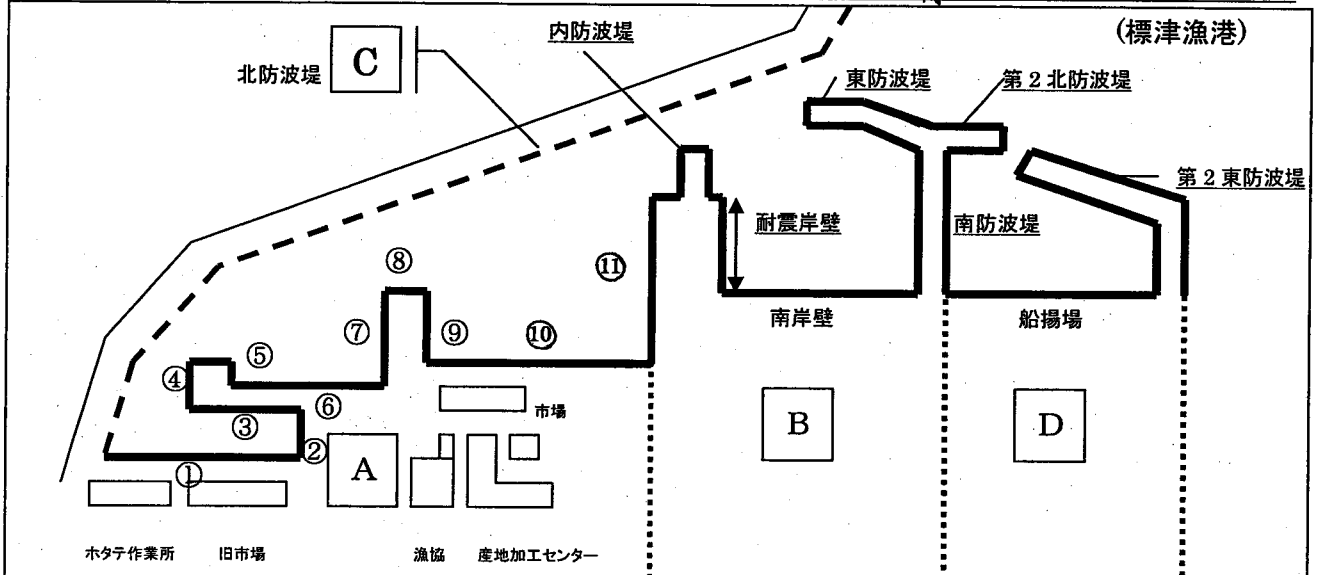 (標津漁港)
内防波堤
北防波堤
C
東防波堤
第2北防波堤
第2東防波堤
耐震岸壁
南防波堤
⑧
⑪
南岸壁
船揚場
⑦
⑨
⑩
⑤
④
⑥
市場
③
②
①
A
B
D
ホタテ作業所
旧市場
漁協
産地加工センター